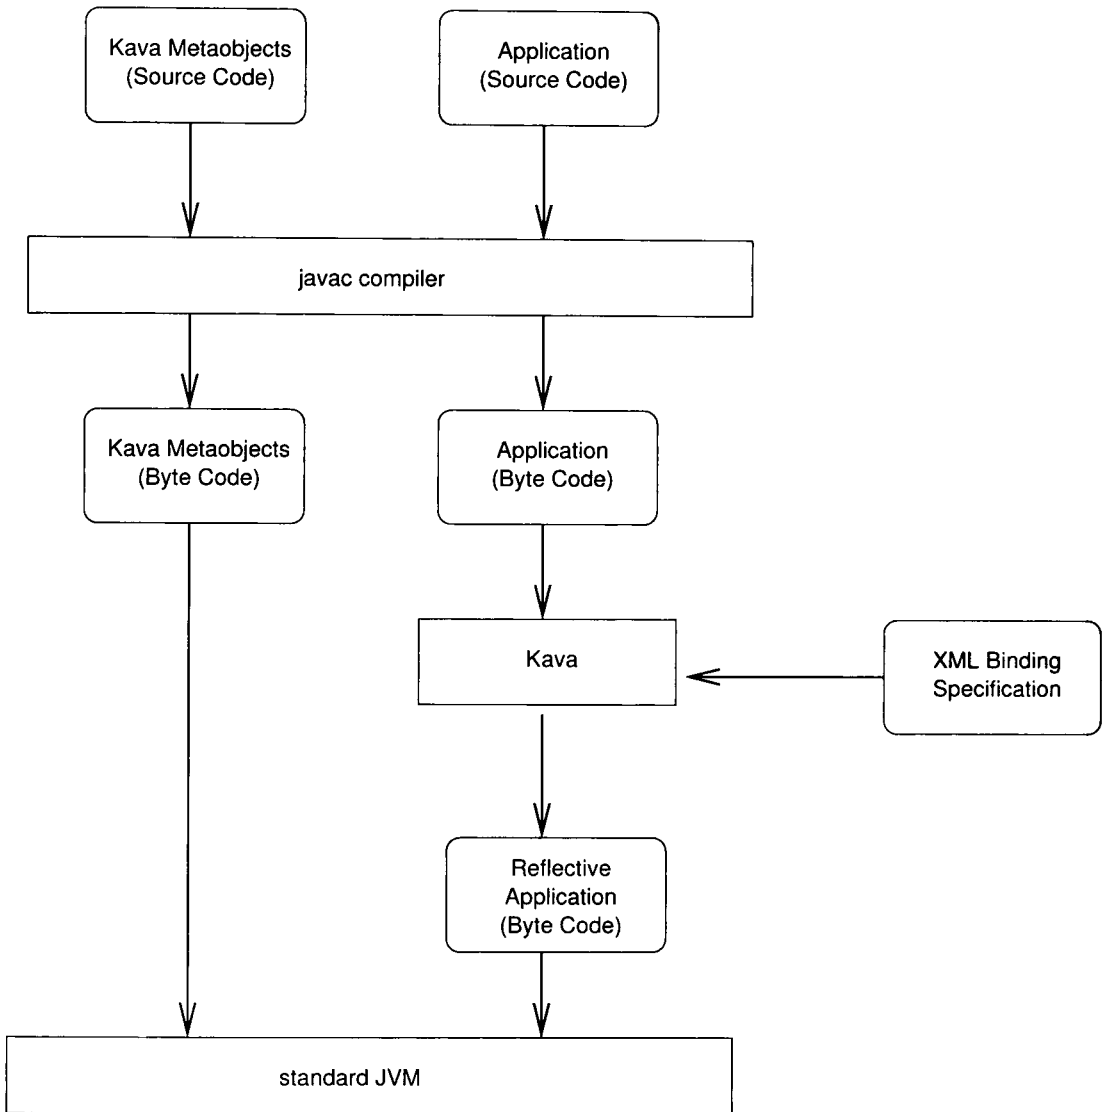 Kava Metaobjects
(Source Code)
Application
(Source Code)
javac compiler
Kava Metaobjects
(Byte Code)
Application
(Byte Code)
Kava
XML Binding
Specification
Reflective
Application
(Byte Code)
standard JVM